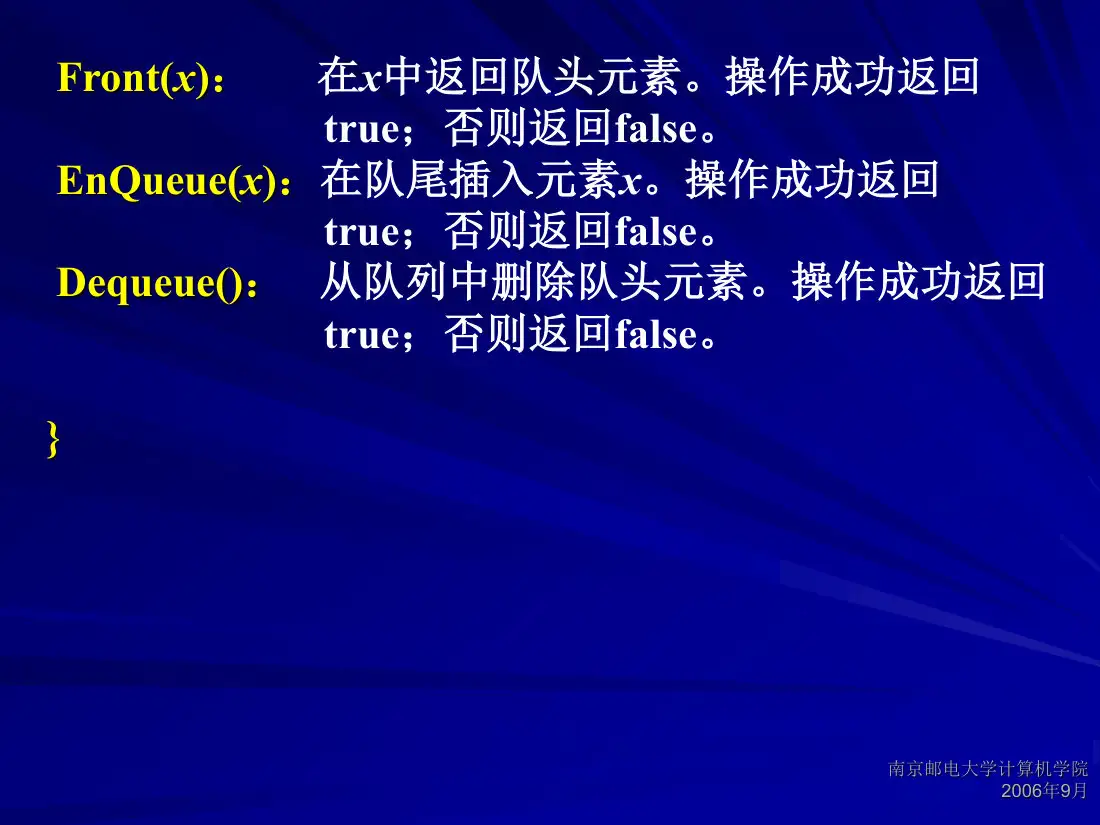 Front(x)： 在x中返回队头元素。操作成功返回
true；否则返回false。
EnQueue(x)：在队尾插入元素x。操作成功返回
true；否则返回false。
Dequeue()： 从队列中删除队头元素。操作成功返回
true；否则返回false。
}
南京邮电大学计算机学院
2006年9月